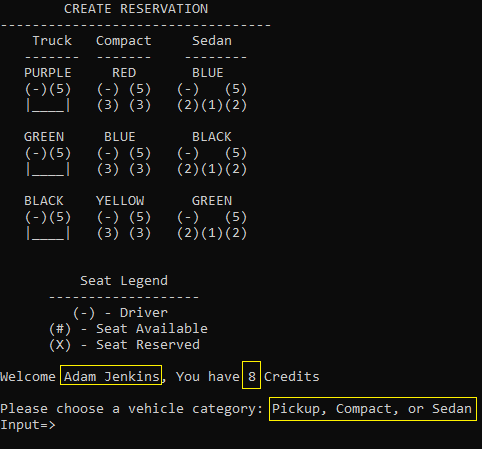 CREATE RESERVATION
----------------------------------
Truck Compact Sedan
------- ------- --------
PURPLE RED BLUE
(-)(5) (-) (5) (-) (5)
|____| (3) (3) (2)(1)(2)
GREEN BLUE BLACK
(-)(5) (-) (5) (-) (5)
|____| (3) (3) (2)(1)(2)
BLACK YELLOW GREEN
(-)(5) (-) (5) (-) (5)
|____| (3) (3) (2)(1)(2)
Seat Legend
-------------------
(-) - Driver
(#) - Seat Available
(X) - Seat Reserved
Welcome Adam Jenkins, You have 8 Credits
Please choose a vehicle category: Pickup, Compact, or Sedan
Input=>